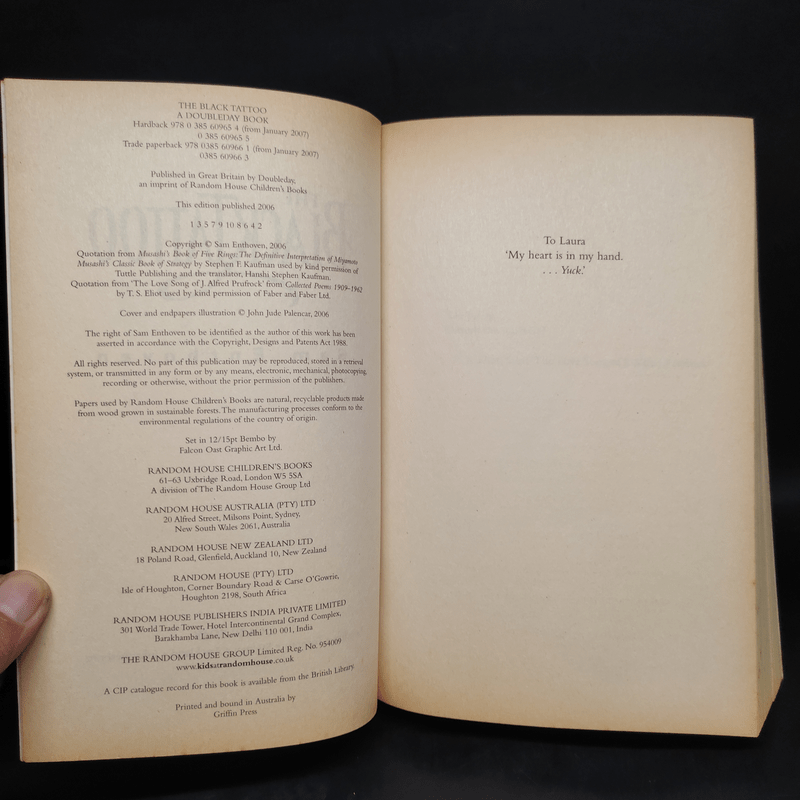 THE BLACK TATTOO
A DOUBLEDAY BOOK
Hardback 978 0 385 60965 4 (from January 2007)
0 385 60965 5
Trade paperback 978 0385 60966 1 (from January 2007)
0385 60966 3
Published in Great Britain by Doubleday,
an imprint of Random House Children's Books
This edition published 2006
1 3 5 7 9 10 8 6 4 2
Copyright © Sam Enthoven, 2006
Quotation from Musashi's Book of Five Rings: The Definitive Interpretation of Miyamoto
Musashi's Classic Book of Strategy by Stephen F. Kaufman used by kind permission of
Tuttle Publishing and the translator, Hanshi Stephen Kaufman.
Quotation from 'The Love Song of J. Alfred Prufrock' from Collected Poems 1909–1962
by T. S. Eliot used by kind permission of Faber and Faber Ltd.
Cover and endpapers illustration © John Jude Palencar, 2006
The right of Sam Enthoven to be identified as the author of this work has been
asserted in accordance with the Copyright, Designs and Patents Act 1988.
All rights reserved. No part of this publication may be reproduced, stored in a retrieval
system, or transmitted in any form or by any means, electronic, mechanical, photocopying,
recording or otherwise, without the prior permission of the publishers.
Papers used by Random House Children's Books are natural, recyclable products made
from wood grown in sustainable forests. The manufacturing processes conform to the
environmental regulations of the country of origin.
Set in 12/15pt Bembo by
Falcon Oast Graphic Art Ltd.
RANDOM HOUSE CHILDREN'S BOOKS
61–63 Uxbridge Road, London W5 5SA
A division of The Random House Group Ltd
RANDOM HOUSE AUSTRALIA (PTY) LTD
20 Alfred Street, Milsons Point, Sydney,
New South Wales 2061, Australia
RANDOM HOUSE NEW ZEALAND LTD
18 Poland Road, Glenfield, Auckland 10, New Zealand
RANDOM HOUSE (PTY) LTD
Isle of Houghton, Corner Boundary Road & Carse O'Gowrie,
Houghton 2198, South Africa
RANDOM HOUSE PUBLISHERS INDIA PRIVATE LIMITED
301 World Trade Tower, Hotel Intercontinental Grand Complex,
Barakhamba Lane, New Delhi 110 001, India
THE RANDOM HOUSE GROUP Limited Reg. No. 954009
www.kidsatrandomhouse.co.uk
A CIP catalogue record for this book is available from the British Library.
Printed and bound in Australia by
Griffin Press
To Laura
'My heart is in my hand.
. . . Yuck.'